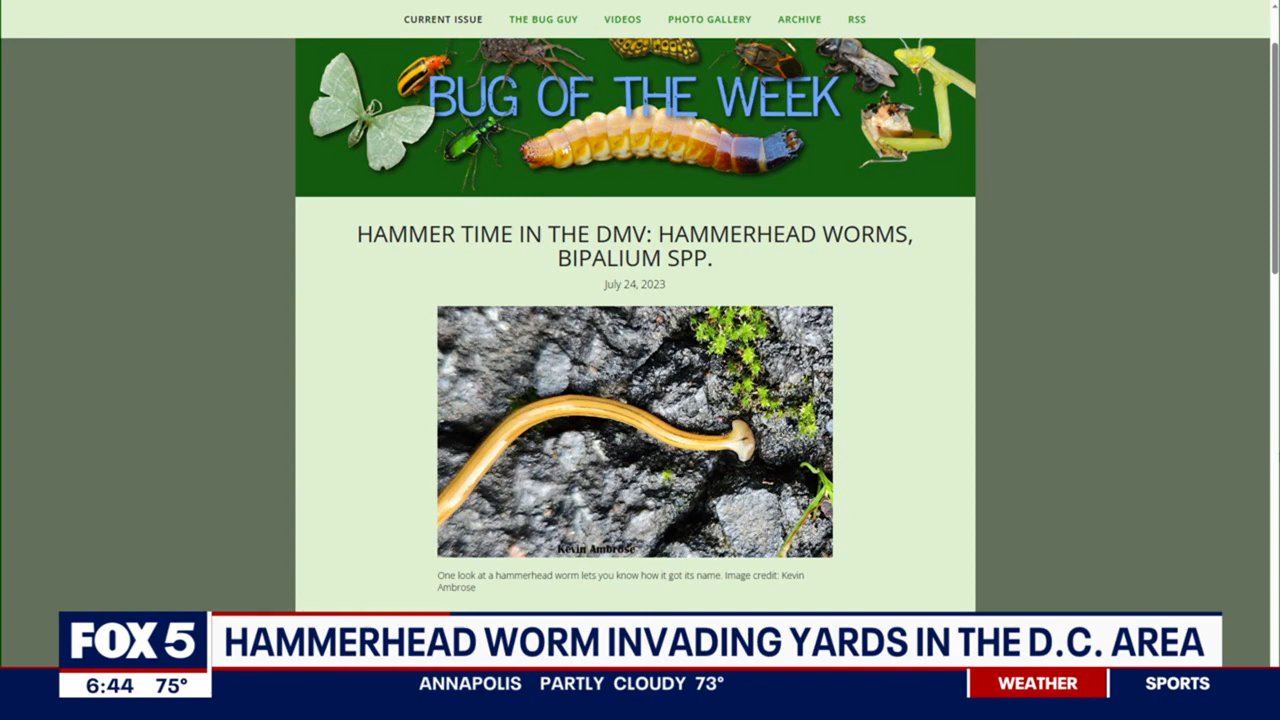 CURRENT ISSUE THE BUG GUY VIDEOS PHOTO GALLERY ARCHIVE RSS
BUG OF THE WEEK
HAMMER TIME IN THE DMV: HAMMERHEAD WORMS,
BIPALIUM SPP.
July 24, 2023
Kevin Ambrose
One look at a hammerhead worm lets you know how it got its name. Image credit: Kevin
Ambrose
FOX 5
HAMMERHEAD WORM INVADING YARDS IN THE D.C. AREA
6:44 75°
ANNAPOLIS PARTLY CLOUDY 73°
WEATHER
SPORTS